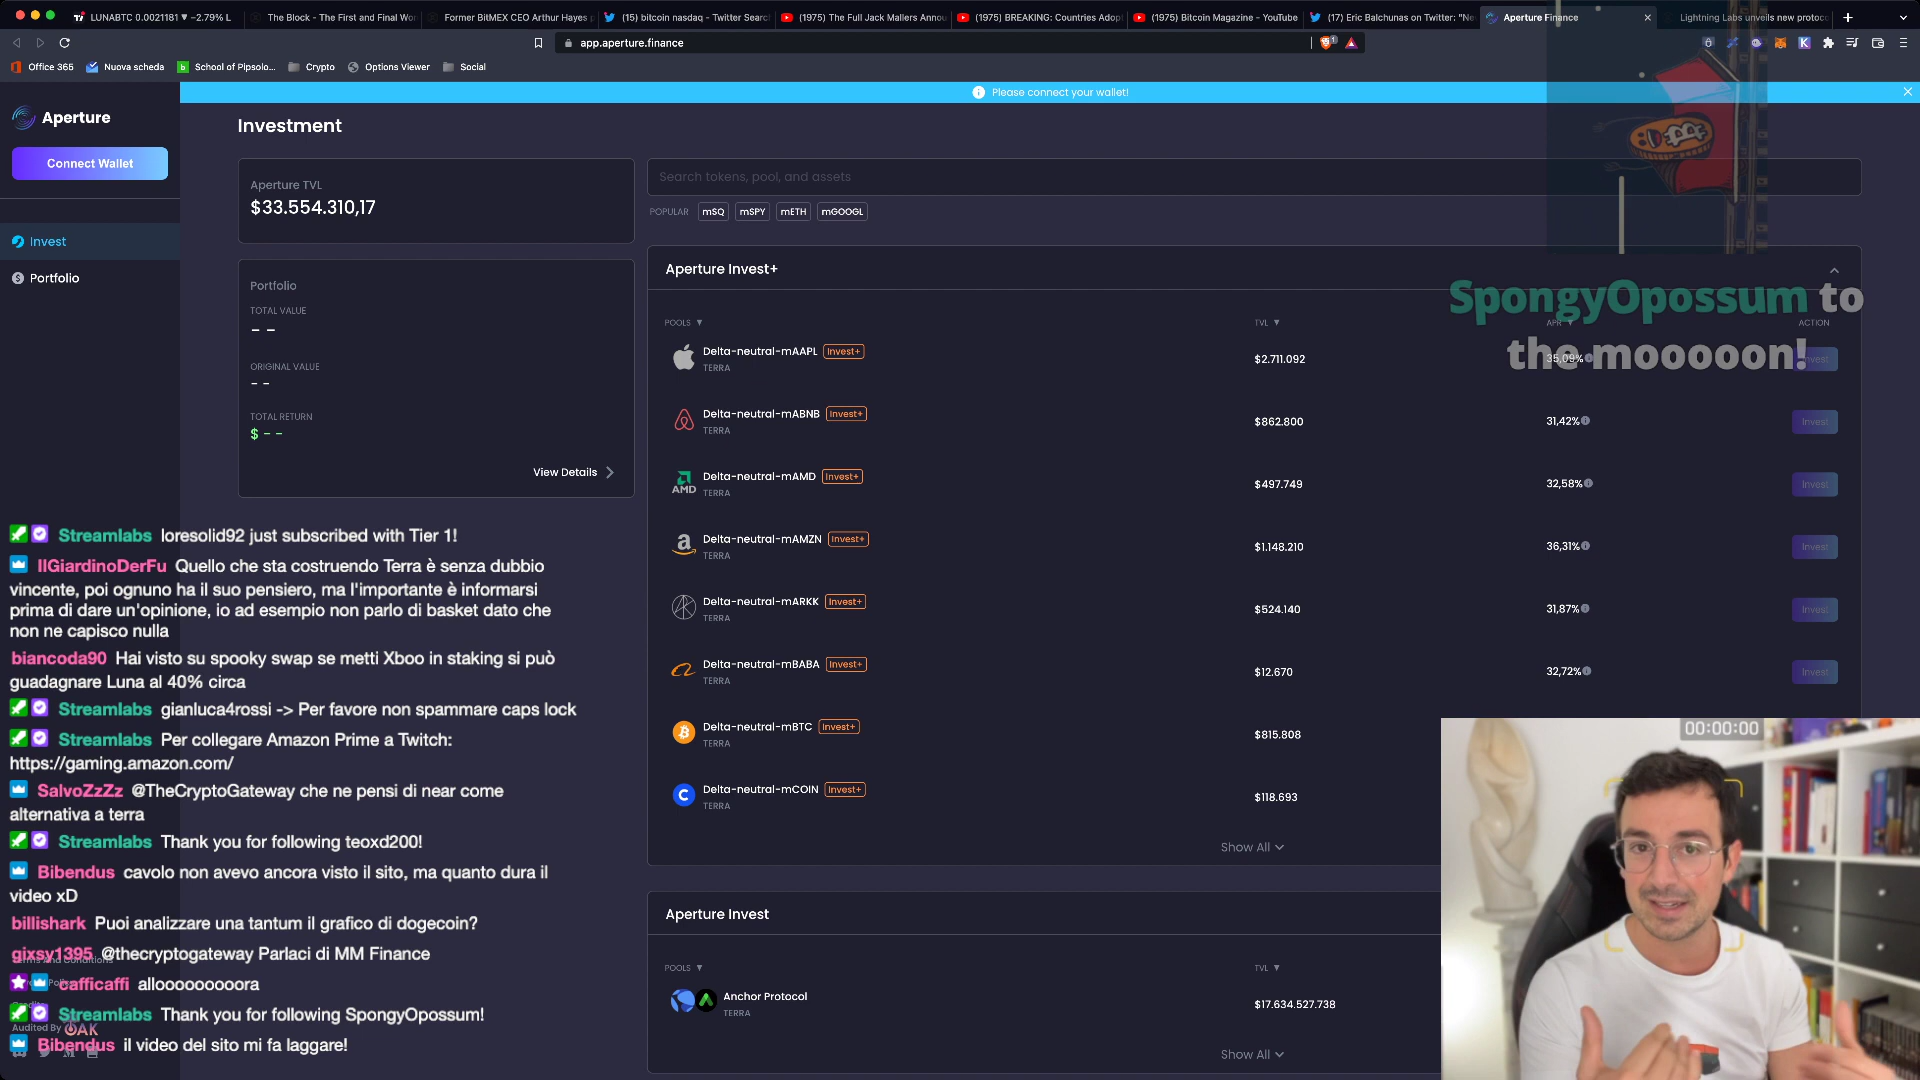 LUNABTC 0.0021181 ▼ −2.79% L
The Block - The First and Final Wor
Former BitMEX CEO Arthur Hayes p
(15) bitcoin nasdaq - Twitter Searc
(1975) The Full Jack Mallers Annou
(1975) BREAKING: Countries Adop
(1975) Bitcoin Magazine - YouTube
(17) Eric Balchunas on Twitter: "Ne
Aperture Finance
Lightning Labs unveils new protoc
app.aperture.finance
Office 365
Nuova scheda
School of Pipsolo...
Crypto
Options Viewer
Social
Please connect your wallet!
Aperture
Connect Wallet
Invest
Portfolio
Investment
Aperture TVL
$33.554.310,17
Portfolio
TOTAL VALUE
– –
ORIGINAL VALUE
– –
TOTAL RETURN
$ – –
View Details
Search tokens, pool, and assets
POPULAR mSQ mSPY mETH mGOOGL
Aperture Invest+
POOLS ▼ TVL ▼ APR ▼ ACTION
Delta-neutral-mAAPL Invest+
TERRA
$2.711.092 35,09% Invest
Delta-neutral-mABNB Invest+
TERRA
$862.800 31,42% Invest
Delta-neutral-mAMD Invest+
AMD
TERRA
$497.749 32,58% Invest
Delta-neutral-mAMZN Invest+
TERRA
$1.148.210 36,31% Invest
Delta-neutral-mARKK Invest+
TERRA
$524.140 31,87% Invest
Delta-neutral-mBABA Invest+
TERRA
$12.670 32,72% Invest
Delta-neutral-mBTC Invest+
TERRA
$815.808
Delta-neutral-mCOIN Invest+
TERRA
$118.693
Show All
Aperture Invest
POOLS ▼ TVL ▼
Anchor Protocol
TERRA
$17.634.527.738
Show All
SpongyOpossum to
the mooooon!
00:00:00
Streamlabs loresolid92 just subscribed with Tier 1!
IlGiardinoDerFu Quello che sta costruendo Terra è senza dubbio
vincente, poi ognuno ha il suo pensiero, ma l'importante è informarsi
prima di dare un'opinione, io ad esempio non parlo di basket dato che
non ne capisco nulla
biancoda90 Hai visto su spooky swap se metti Xboo in staking si può
guadagnare Luna al 40% circa
Streamlabs gianluca4rossi -> Per favore non spammare caps lock
Streamlabs Per collegare Amazon Prime a Twitch:
https://gaming.amazon.com/
SalvoZzZz @TheCryptoGateway che ne pensi di near come
alternativa a terra
Streamlabs Thank you for following teoxd200!
Bibendus cavolo non avevo ancora visto il sito, ma quanto dura il
video xD
billishark Puoi analizzare una tantum il grafico di dogecoin?
gixsy1395 @thecryptogateway Parlaci di MM Finance
Terms And Conditions
cafficaffi allooooooooora
Streamlabs Thank you for following SpongyOpossum!
Audited By OAK
Bibendus il video del sito mi fa laggare!